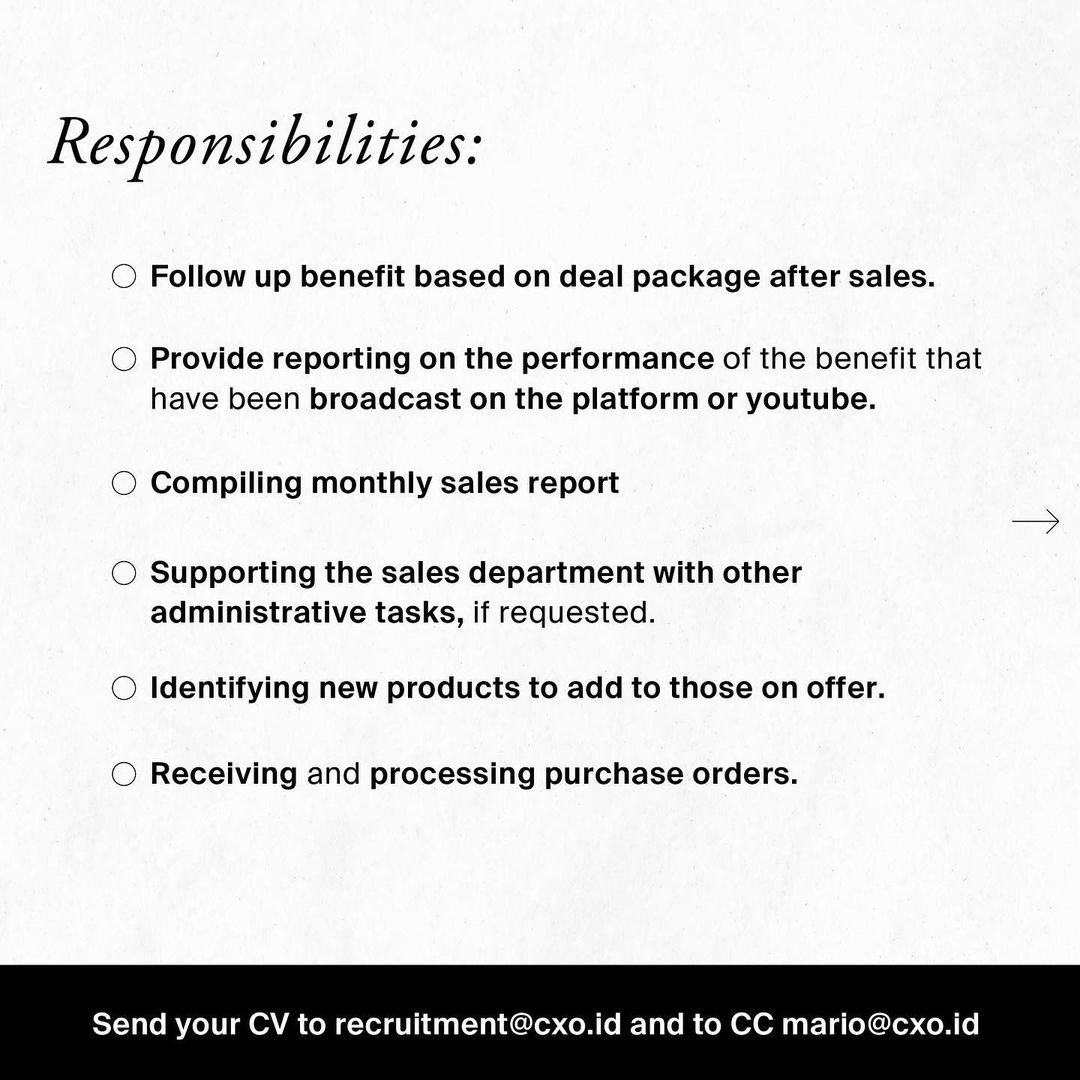 Responsibilities:
Follow up benefit based on deal package after sales.
Provide reporting on the performance of the benefit that
have been broadcast on the platform or youtube.
Compiling monthly sales report
Supporting the sales department with other
administrative tasks, if requested.
Identifying new products to add to those on offer.
Receiving and processing purchase orders.
Send your CV to recruitment@cxo.id and to CC mario@cxo.id